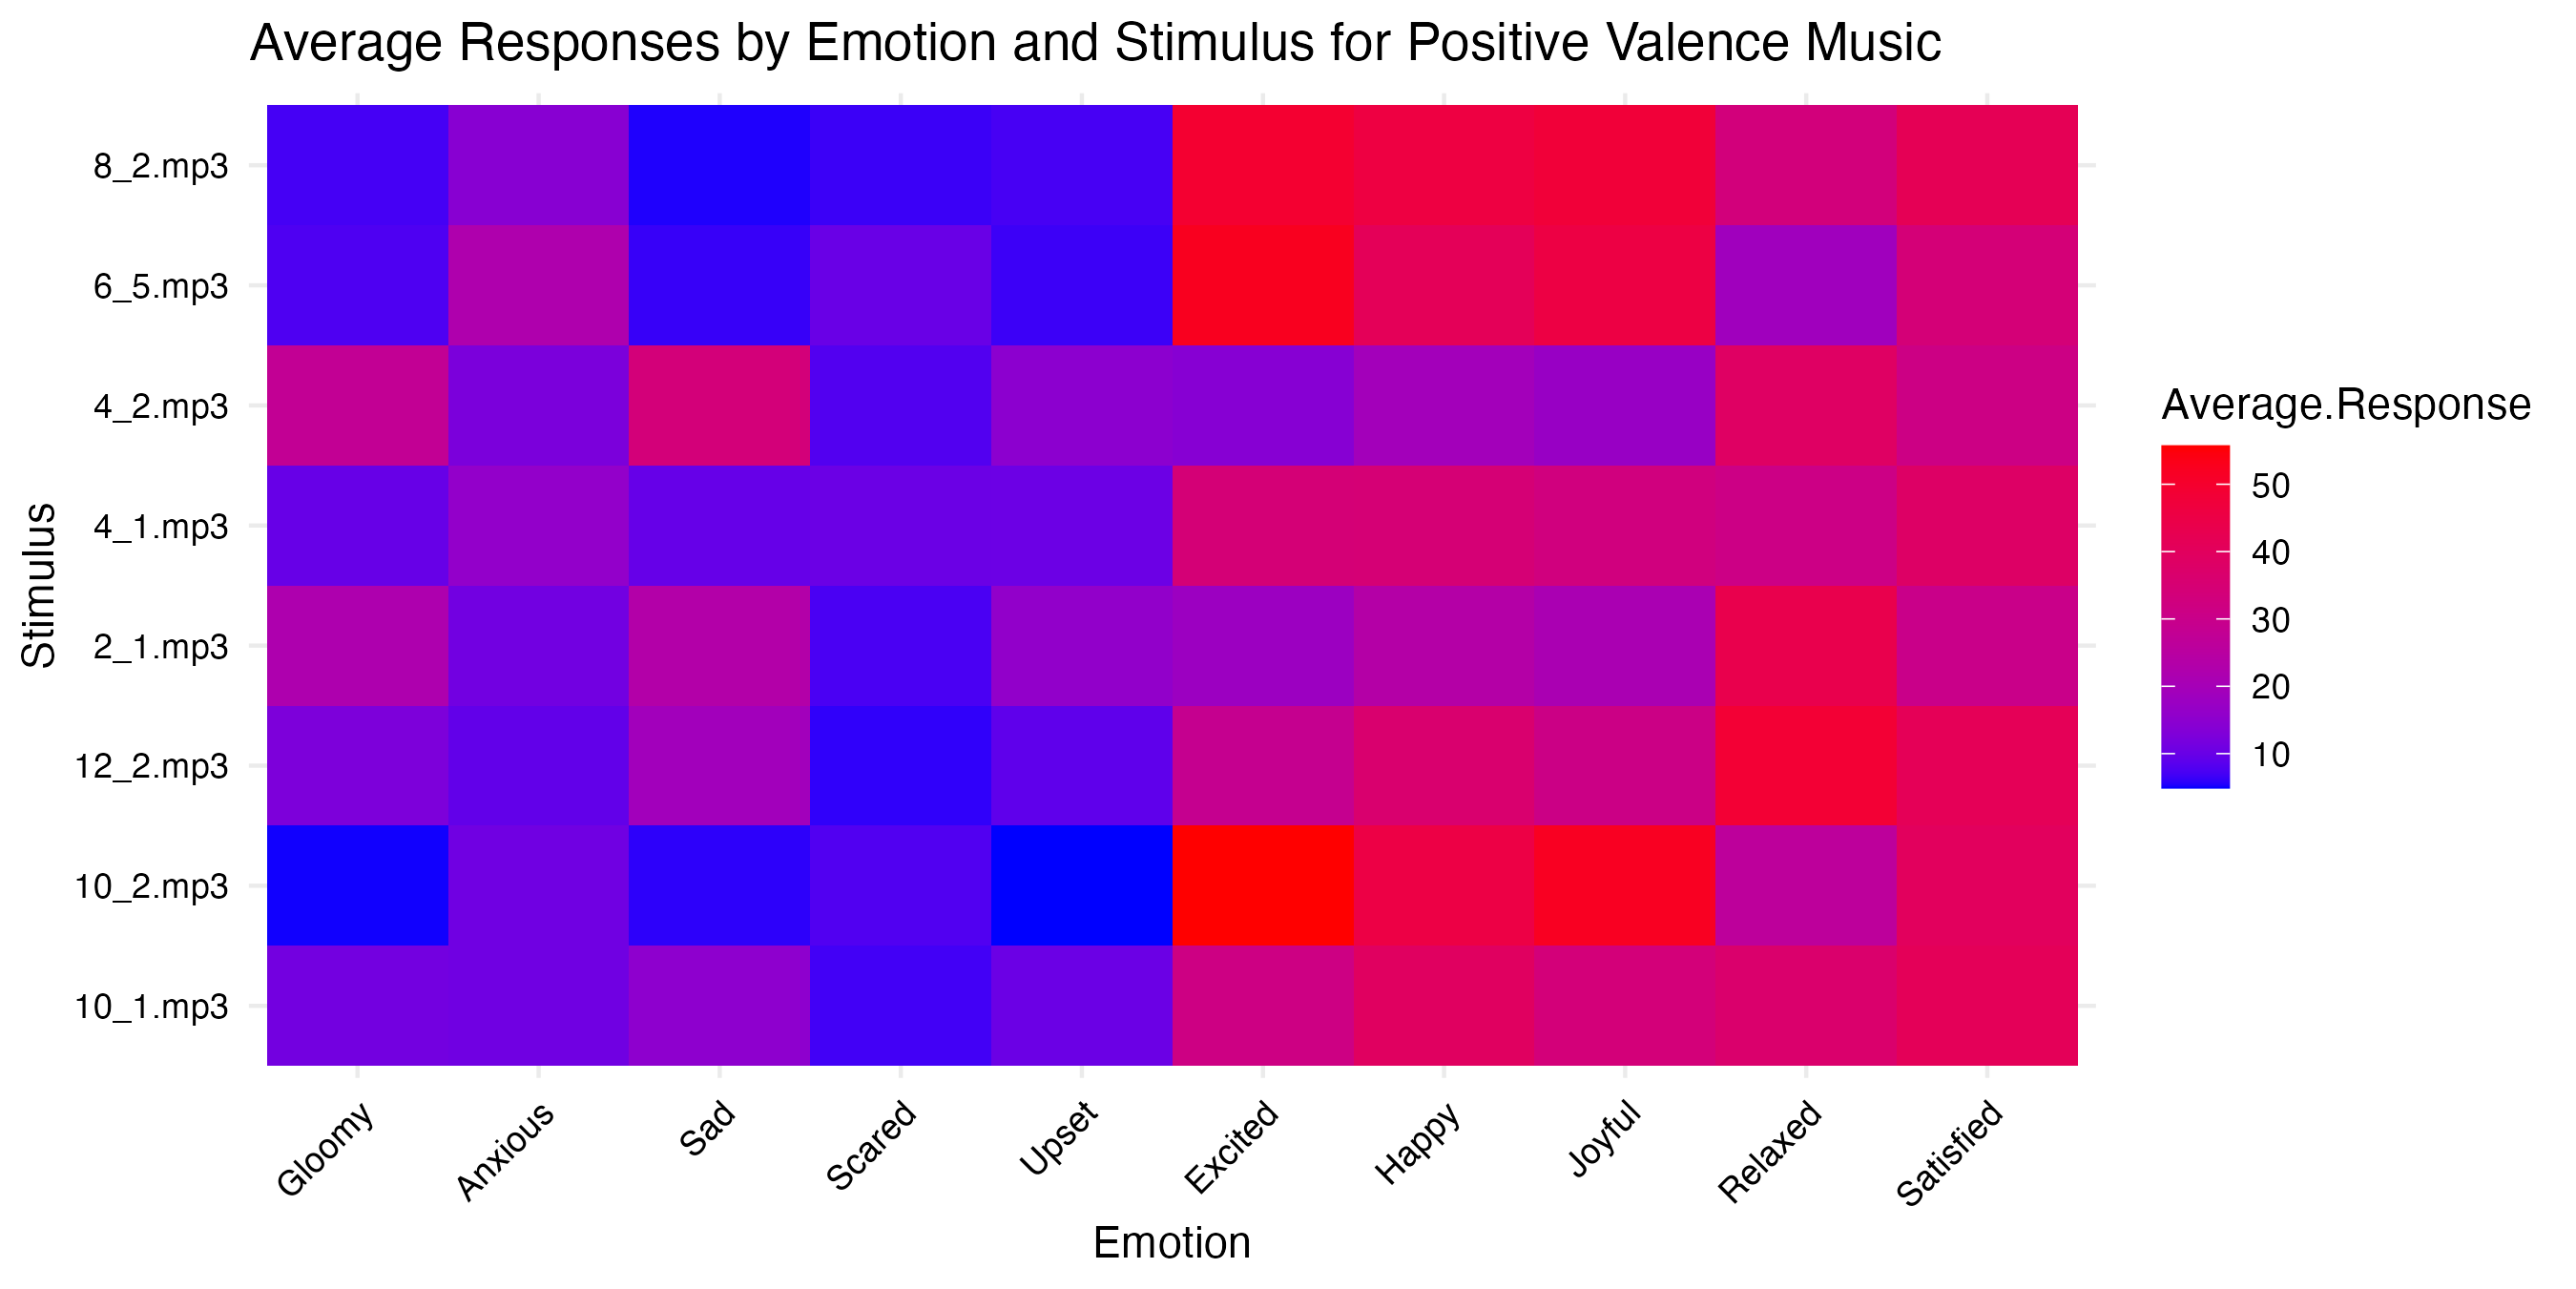 Average Responses by Emotion and Stimulus for Positive Valence Music
Stimulus
8_2.mp3
6_5.mp3
4_2.mp3
4_1.mp3
2_1.mp3
12_2.mp3
10_2.mp3
10_1.mp3
Gloomy
Anxious
Sad
Scared
Upset
Excited
Happy
Joyful
Relaxed
Satisfied
Emotion
Average.Response
50
40
30
20
10